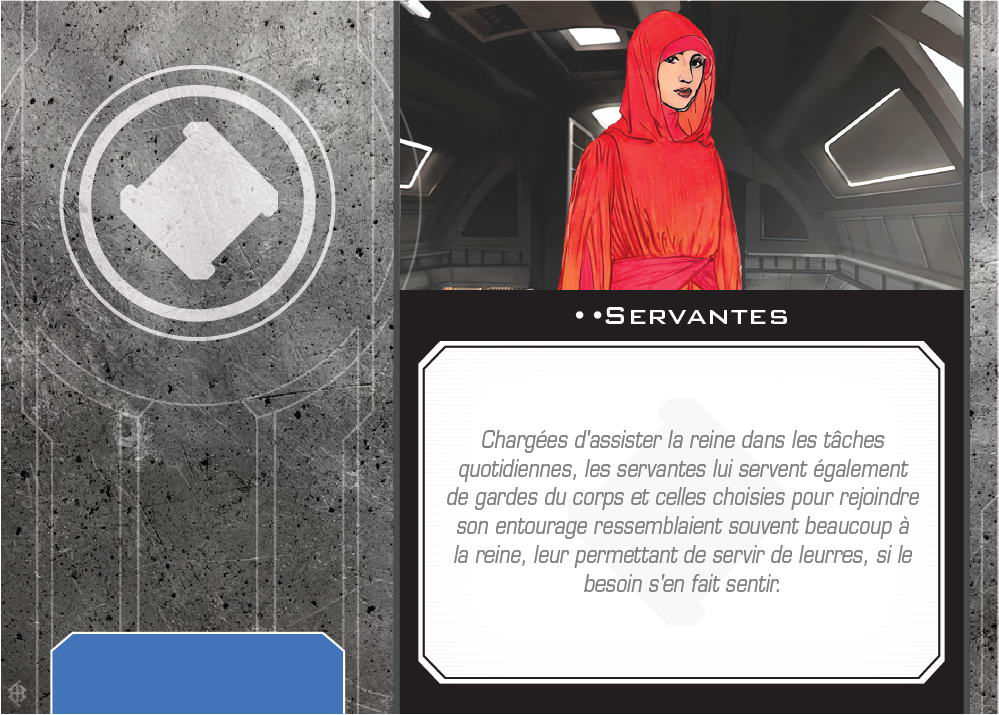 ••Servantes
Chargées d'assister la reine dans les tâches
quotidiennes, les servantes lui servent également
de gardes du corps et celles choisies pour rejoindre
son entourage ressemblaient souvent beaucoup à
la reine, leur permettant de servir de leurres, si le
besoin s'en fait sentir.